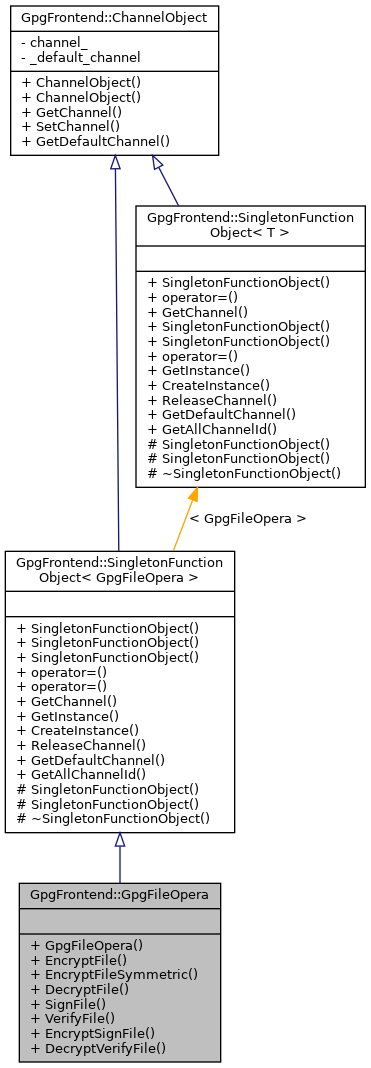 GpgFrontend::ChannelObject
- channel_
- _default_channel
+ ChannelObject()
+ ChannelObject()
+ GetChannel()
+ SetChannel()
+ GetDefaultChannel()
GpgFrontend::SingletonFunction
Object< T >
+ SingletonFunctionObject()
+ operator=()
+ GetChannel()
+ SingletonFunctionObject()
+ SingletonFunctionObject()
+ operator=()
+ GetInstance()
+ CreateInstance()
+ ReleaseChannel()
+ GetDefaultChannel()
+ GetAllChannelId()
# SingletonFunctionObject()
# SingletonFunctionObject()
# ~SingletonFunctionObject()
< GpgFileOpera >
GpgFrontend::SingletonFunction
Object< GpgFileOpera >
+ SingletonFunctionObject()
+ SingletonFunctionObject()
+ SingletonFunctionObject()
+ operator=()
+ operator=()
+ GetChannel()
+ GetInstance()
+ CreateInstance()
+ ReleaseChannel()
+ GetDefaultChannel()
+ GetAllChannelId()
# SingletonFunctionObject()
# SingletonFunctionObject()
# ~SingletonFunctionObject()
GpgFrontend::GpgFileOpera
+ GpgFileOpera()
+ EncryptFile()
+ EncryptFileSymmetric()
+ DecryptFile()
+ SignFile()
+ VerifyFile()
+ EncryptSignFile()
+ DecryptVerifyFile()